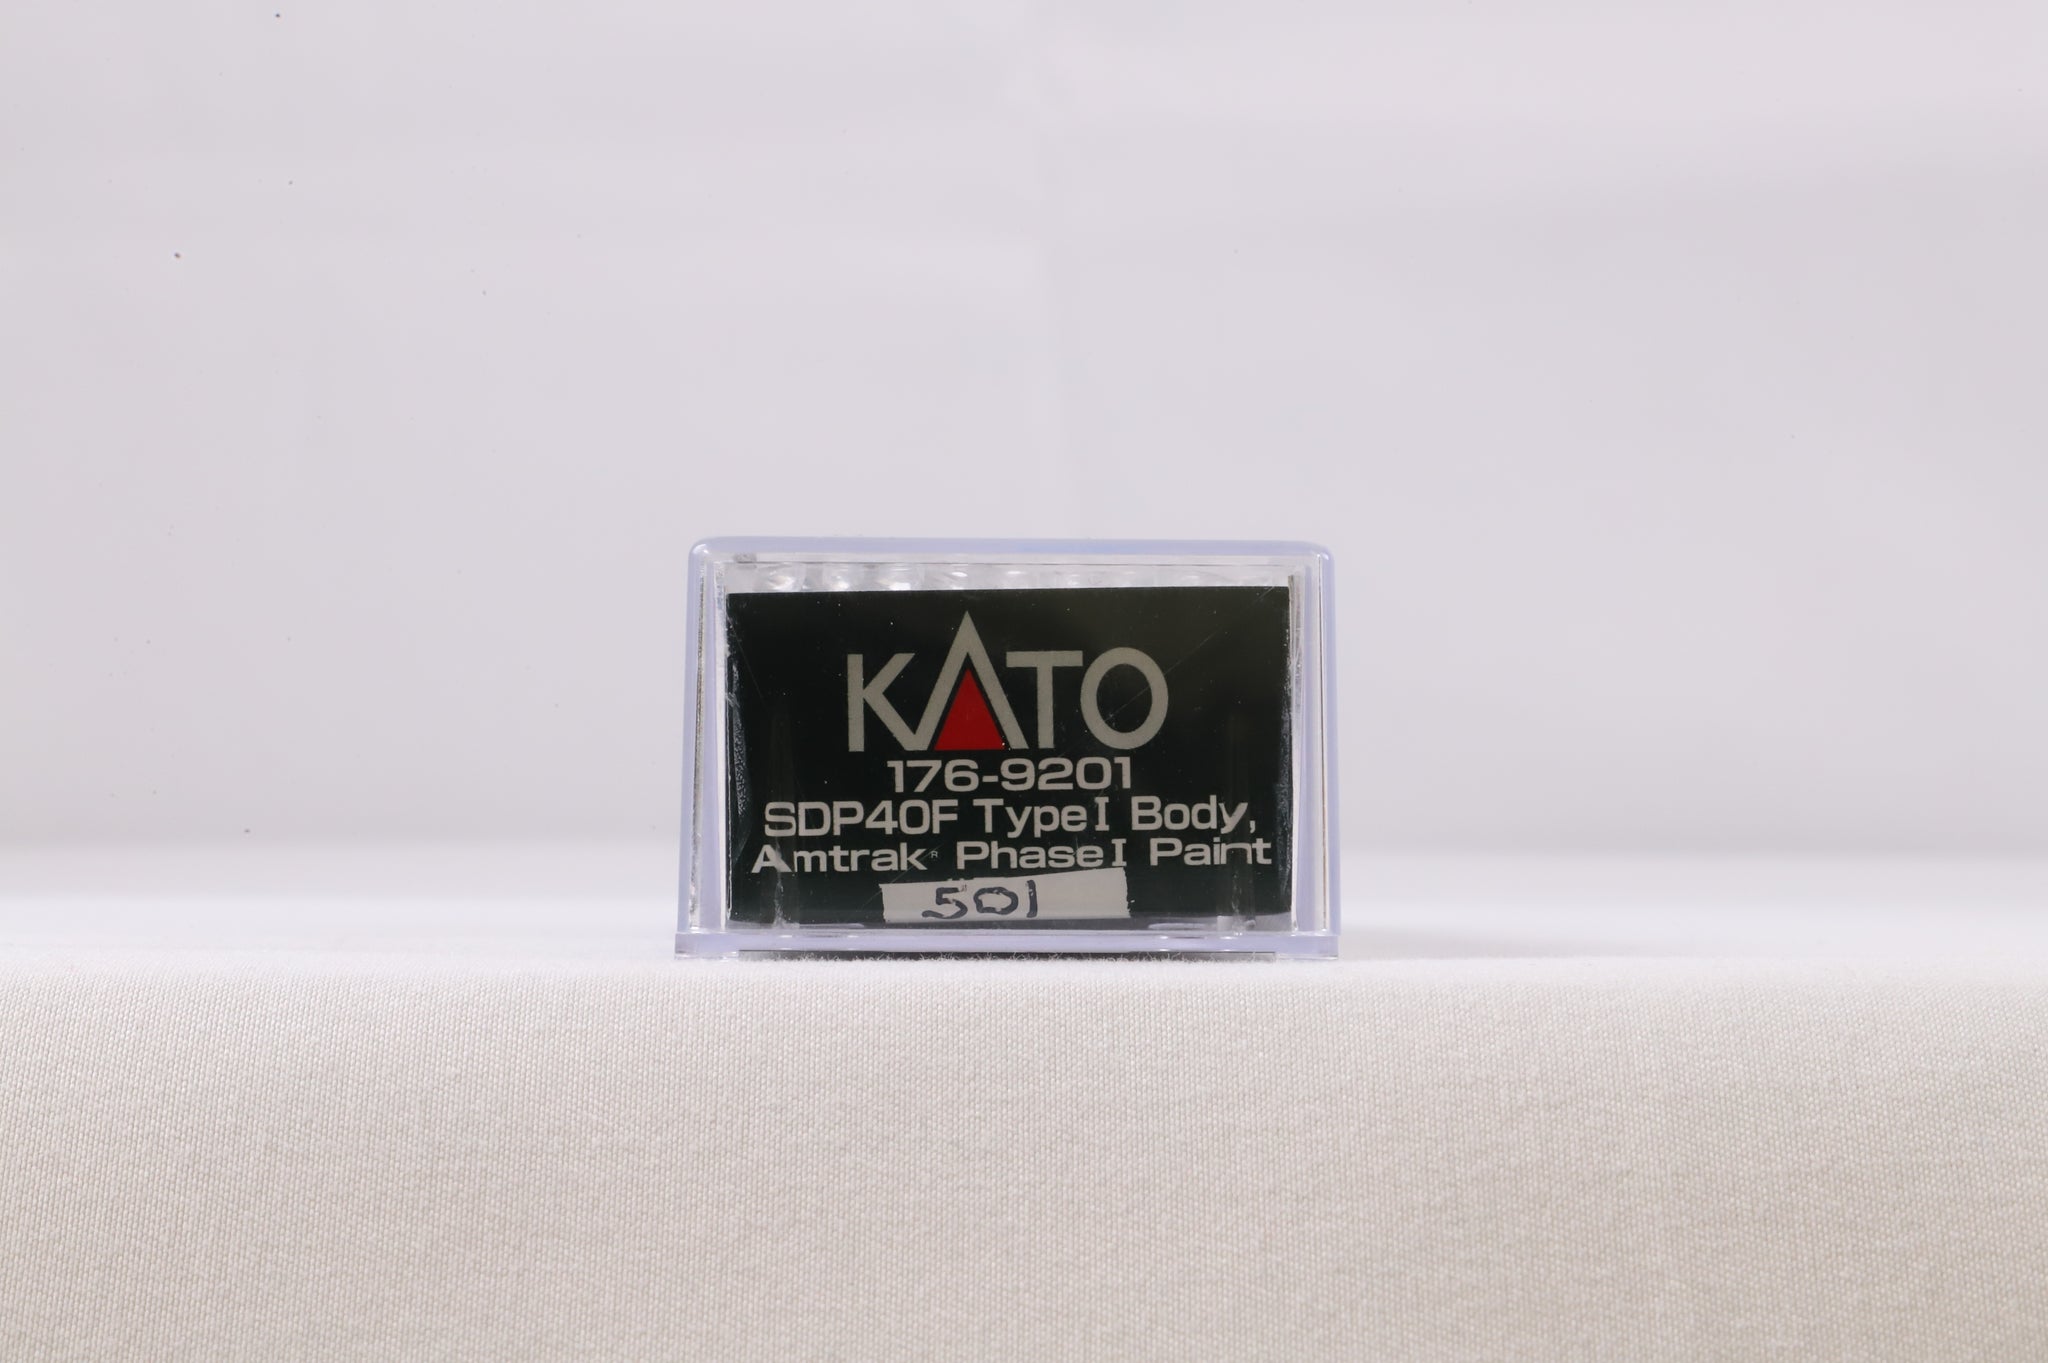 KATO
176-9201
SDP40F Type I Body,
Amtrak® Phase I Paint
501